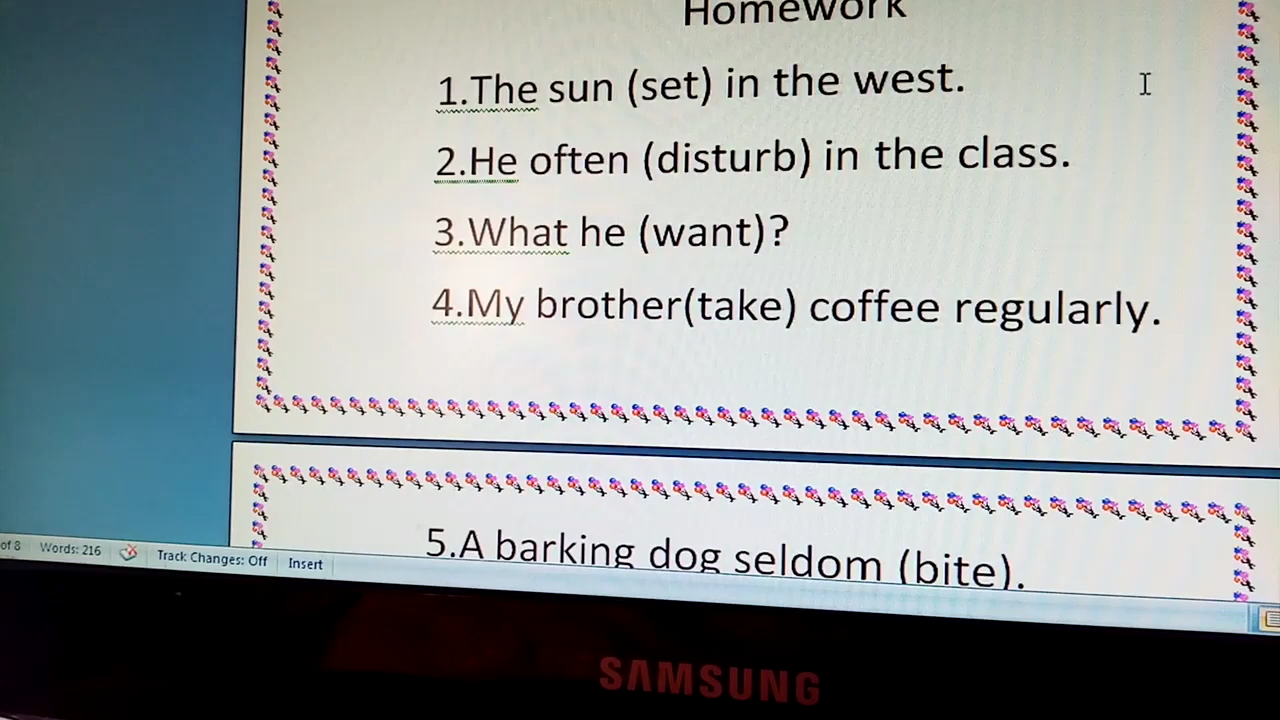 Homework
1.The sun (set) in the west.
2.He often (disturb) in the class.
3.What he (want)?
4.My brother(take) coffee regularly.
5.A barking dog seldom (bite).
of 8 Words: 216 Track Changes: Off Insert
SAMSUNG